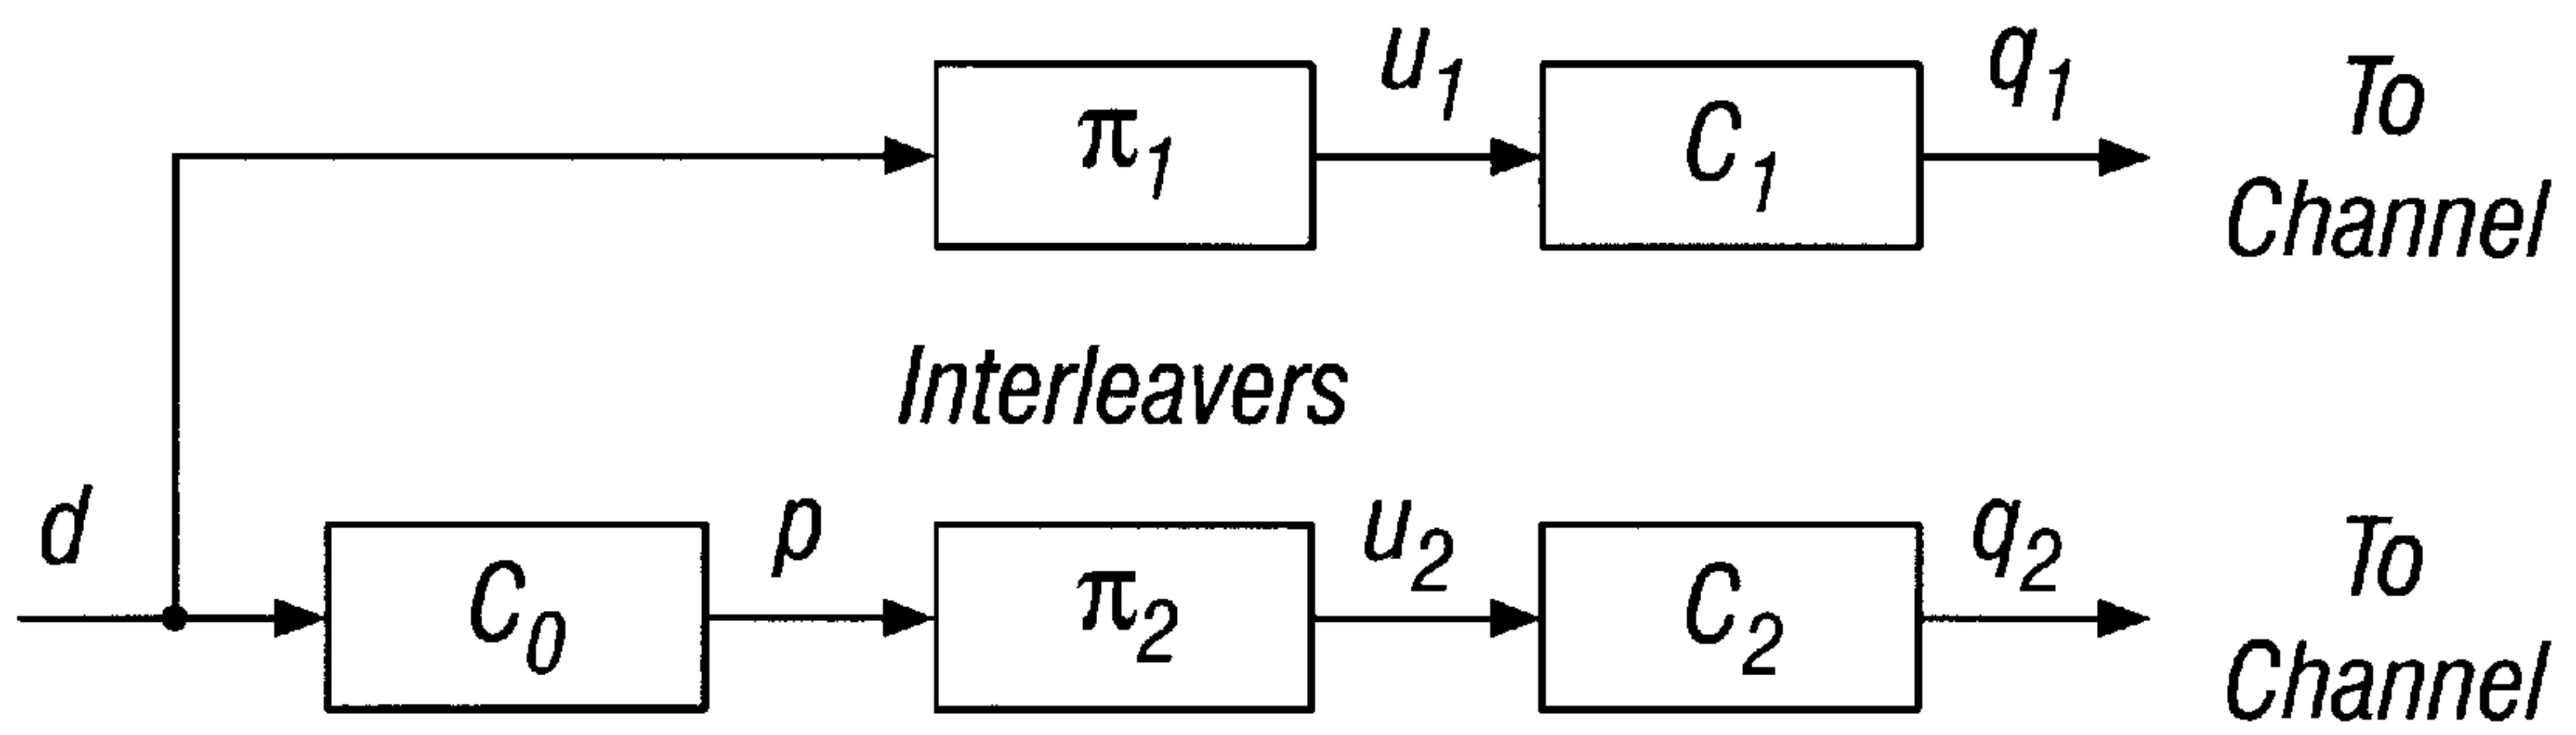 π1
u1
C1
q1
To
Channel
Interleavers
d
C0
p
π2
u2
C2
q2
To
Channel